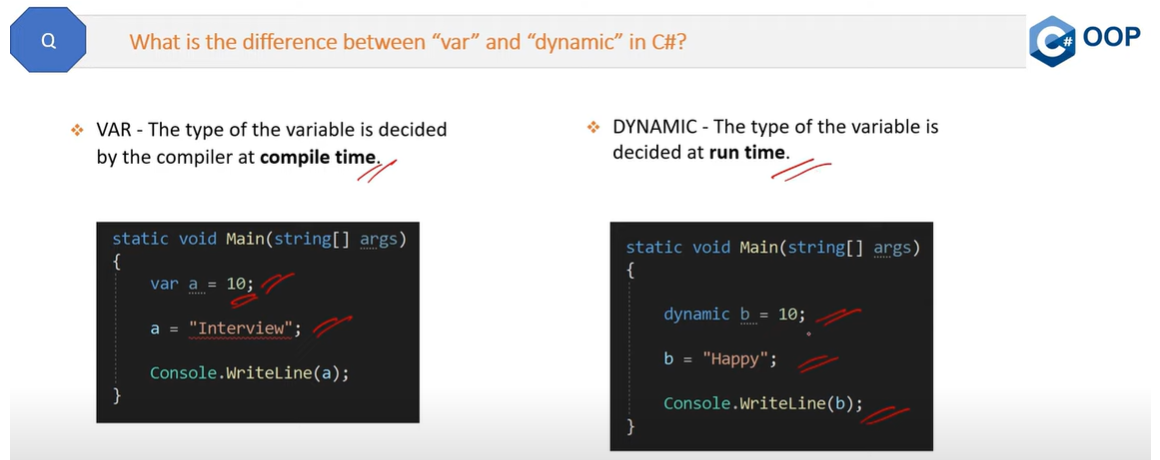 Q
What is the difference between “var” and “dynamic” in C#?
C# OOP
❖ VAR - The type of the variable is decided
by the compiler at compile time.
static void Main(string[] args)
{
var a = 10;
a = "Interview";
Console.WriteLine(a);
}
❖ DYNAMIC - The type of the variable is
decided at run time.
static void Main(string[] args)
{
dynamic b = 10;
b = "Happy";
Console.WriteLine(b);
}